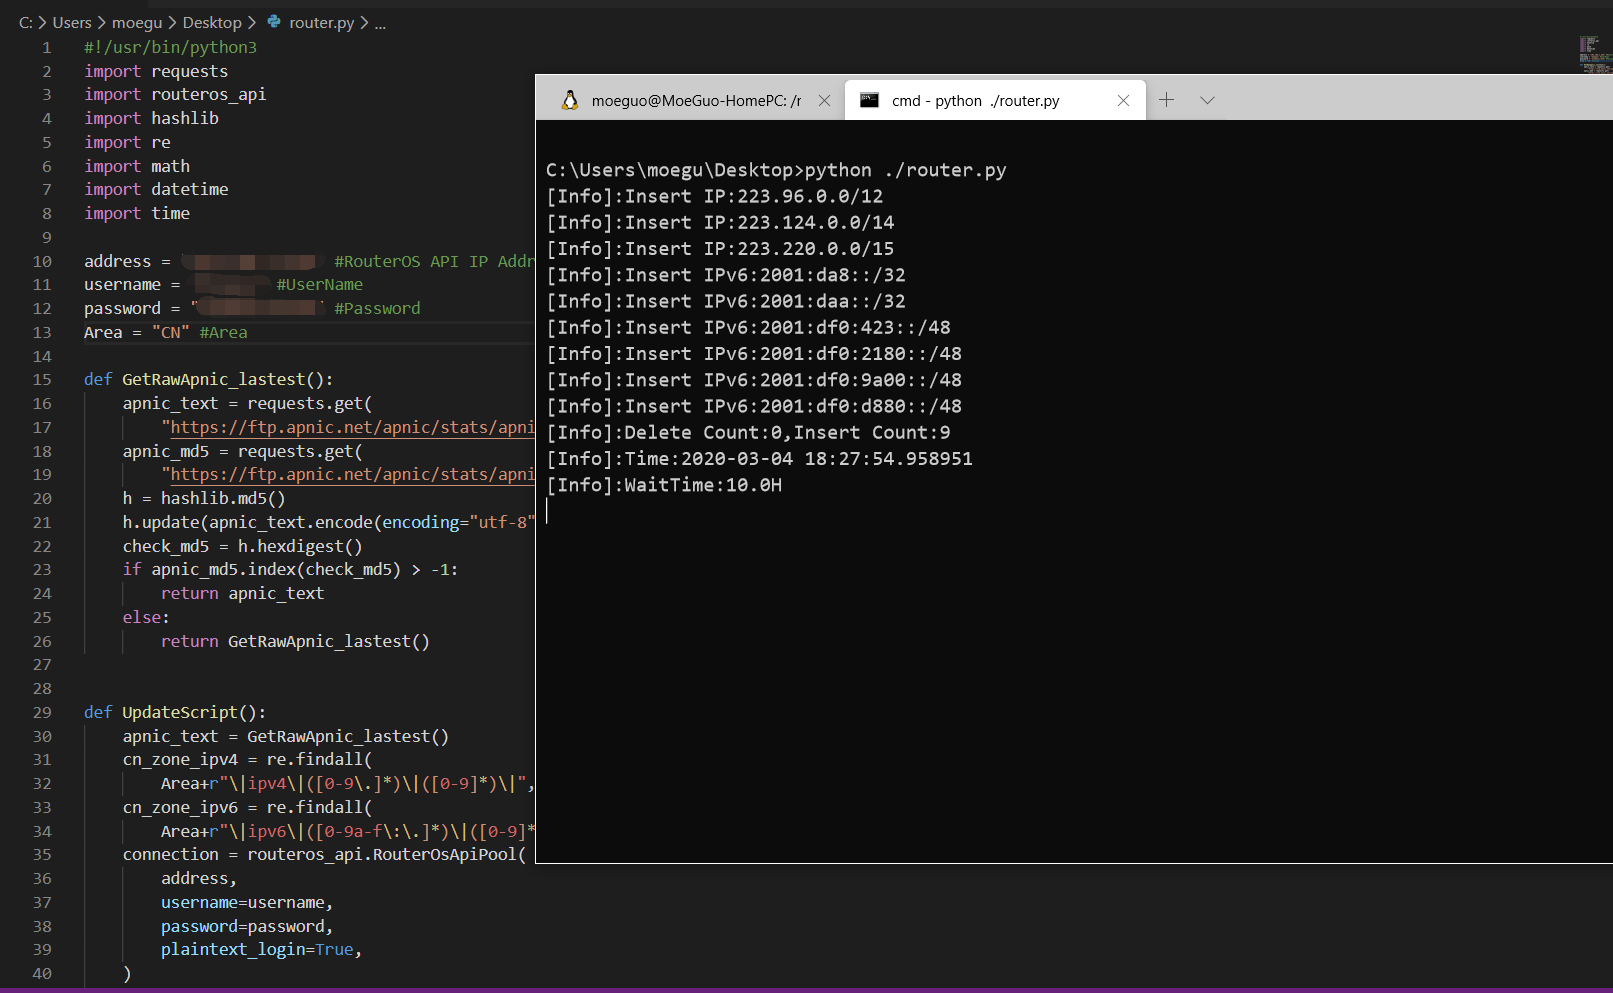 C: > Users > moegu > Desktop > router.py > ...
1 #!/usr/bin/python3
2 import requests
3 import routeros_api
4 import hashlib
5 import re
6 import math
7 import datetime
8 import time
9
10 address = #RouterOS API IP Addr
11 username = #UserName
12 password = " #Password
13 Area = "CN" #Area
14
15 def GetRawApnic_lastest():
16 apnic_text = requests.get(
17 "https://ftp.apnic.net/apnic/stats/apni
18 apnic_md5 = requests.get(
19 "https://ftp.apnic.net/apnic/stats/apni
20 h = hashlib.md5()
21 h.update(apnic_text.encode(encoding="utf-8"
22 check_md5 = h.hexdigest()
23 if apnic_md5.index(check_md5) > -1:
24 return apnic_text
25 else:
26 return GetRawApnic_lastest()
27
28
29 def UpdateScript():
30 apnic_text = GetRawApnic_lastest()
31 cn_zone_ipv4 = re.findall(
32 Area+r"\|ipv4\|([0-9\.]*)\|([0-9]*)\|",
33 cn_zone_ipv6 = re.findall(
34 Area+r"\|ipv6\|([0-9a-f\:\.]*)\|([0-9]*
35 connection = routeros_api.RouterOsApiPool(
36 address,
37 username=username,
38 password=password,
39 plaintext_login=True,
40 )
moeguo@MoeGuo-HomePC: /r
cmd - python ./router.py
C:\Users\moegu\Desktop>python ./router.py
[Info]:Insert IP:223.96.0.0/12
[Info]:Insert IP:223.124.0.0/14
[Info]:Insert IP:223.220.0.0/15
[Info]:Insert IPv6:2001:da8::/32
[Info]:Insert IPv6:2001:daa::/32
[Info]:Insert IPv6:2001:df0:423::/48
[Info]:Insert IPv6:2001:df0:2180::/48
[Info]:Insert IPv6:2001:df0:9a00::/48
[Info]:Insert IPv6:2001:df0:d880::/48
[Info]:Delete Count:0,Insert Count:9
[Info]:Time:2020-03-04 18:27:54.958951
[Info]:WaitTime:10.0H